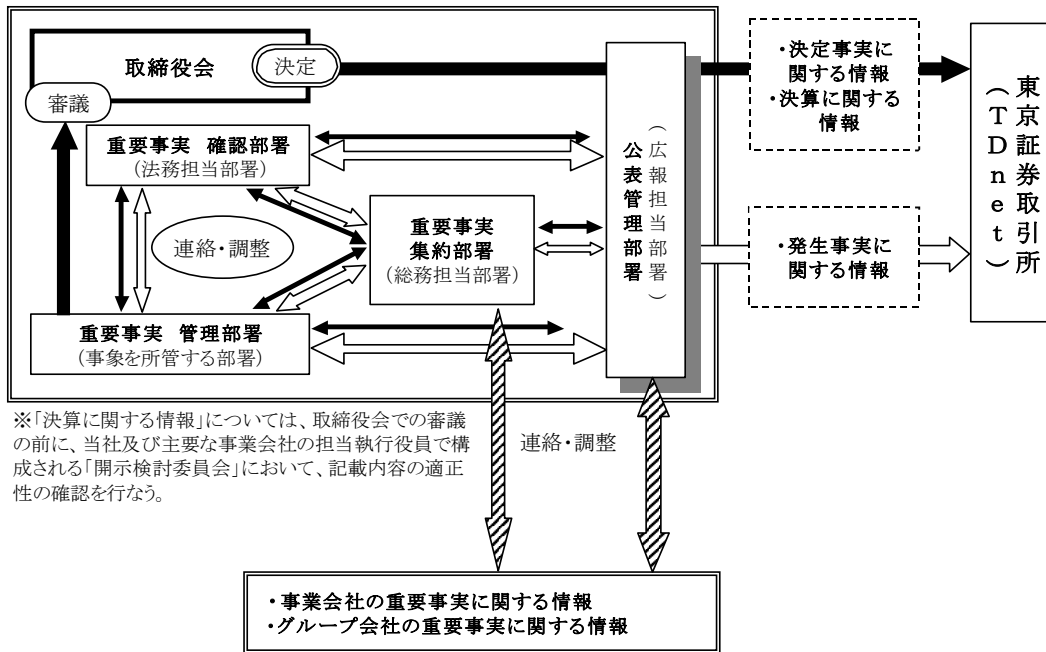 取締役会
決定
審議
重要事実 確認部署
(法務担当部署)
連絡・調整
重要事実
集約部署
(総務担当部署)
重要事実 管理部署
(事象を所管する部署)
公表管理部署
(広報担当部署)
・決定事実に
関する情報
・決算に関する
情報
・発生事実に
関する情報
東京証券取引所
(TDnet)
※「決算に関する情報」については、取締役会での審議
の前に、当社及び主要な事業会社の担当執行役員で構
成される「開示検討委員会」において、記載内容の適正
性の確認を行なう。
連絡・調整
・事業会社の重要事実に関する情報
・グループ会社の重要事実に関する情報